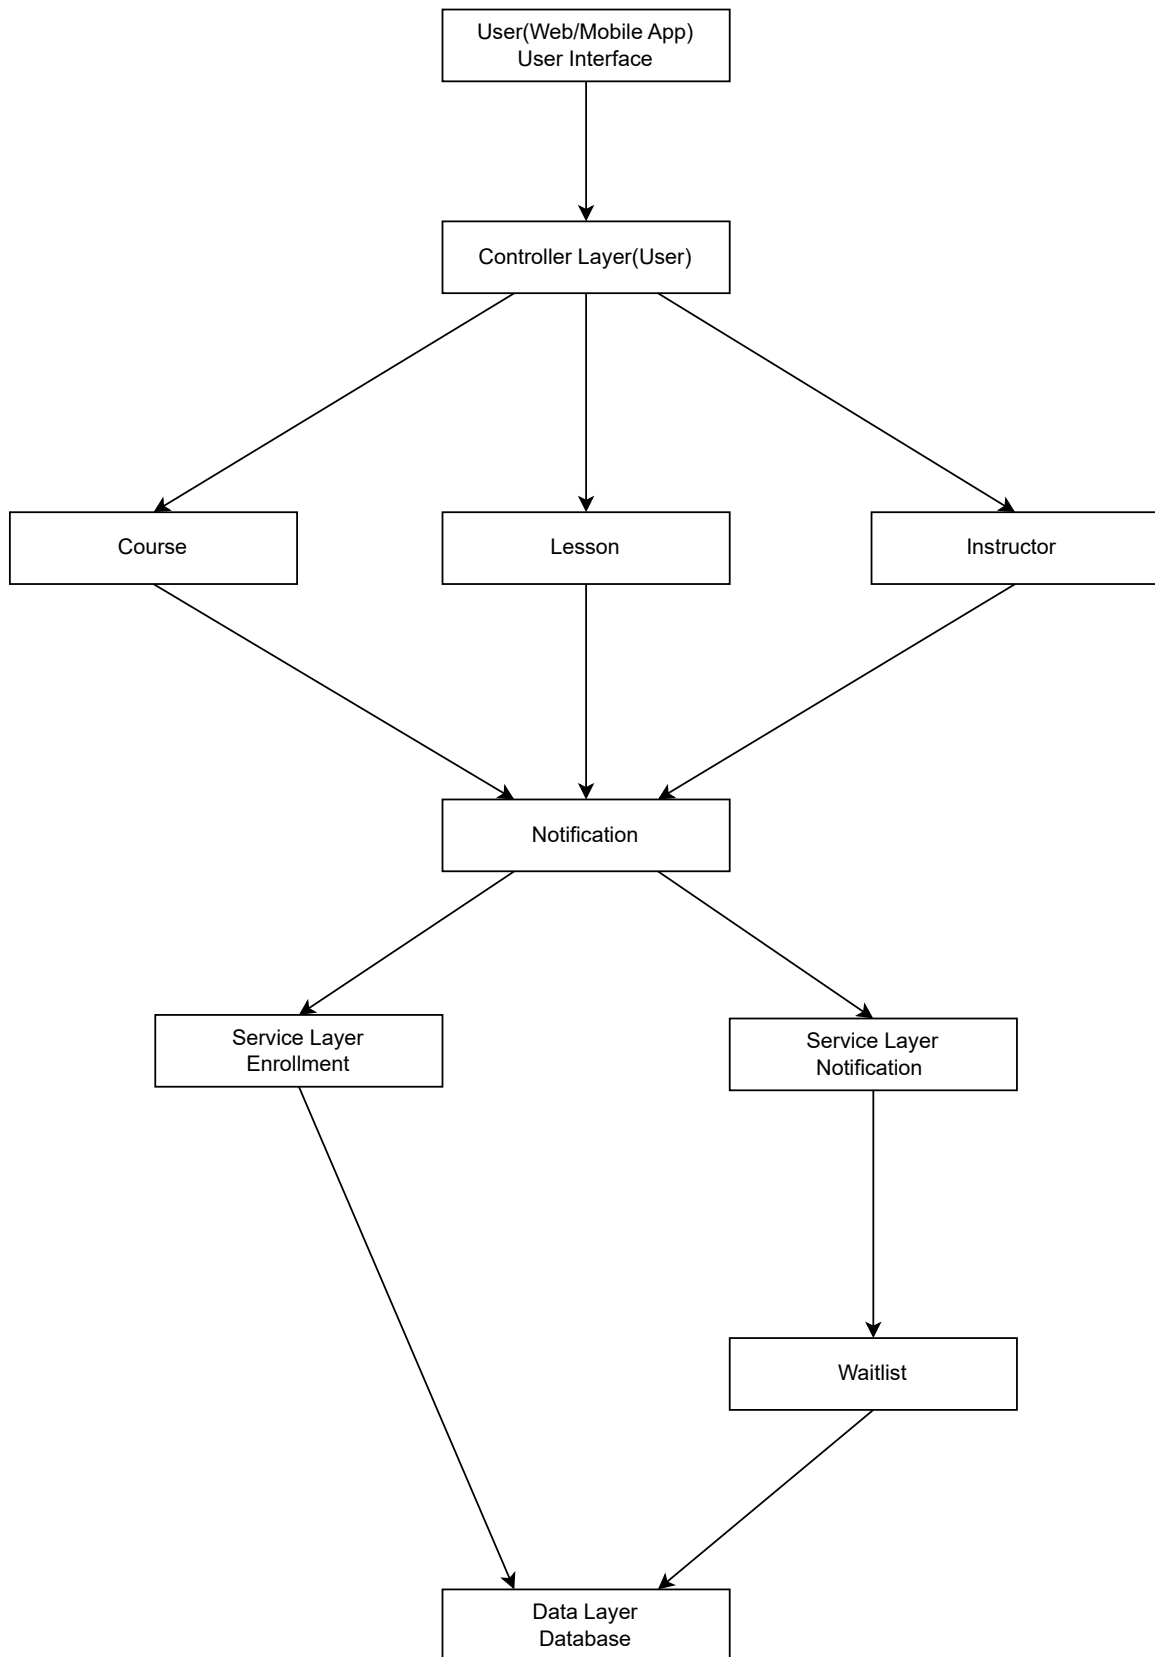 User(Web/Mobile App)
User Interface
Controller Layer(User)
Course
Lesson
Instructor
Notification
Service Layer
Enrollment
Service Layer
Notification
Waitlist
Data Layer
Database